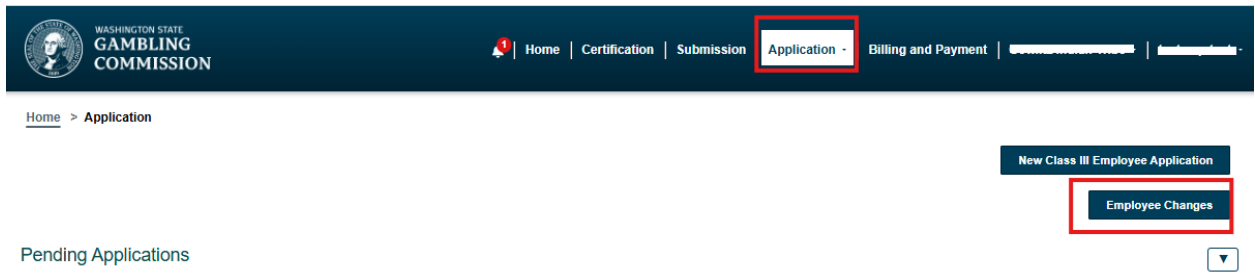 WASHINGTON STATE
GAMBLING
COMMISSION
1
Home | Certification | Submission Application - Billing and Payment |
Home > Application
New Class III Employee Application
Employee Changes
Pending Applications